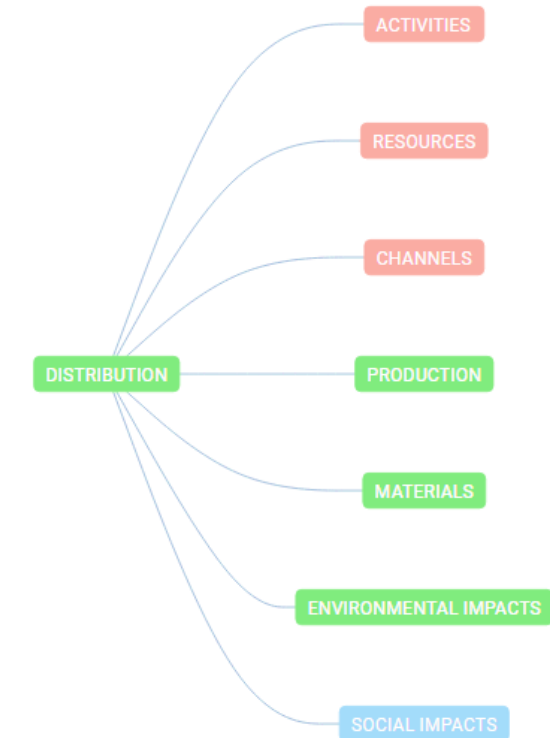 ACTIVITIES
RESOURCES
CHANNELS
DISTRIBUTION
PRODUCTION
MATERIALS
ENVIRONMENTAL IMPACTS
SOCIAL IMPACTS